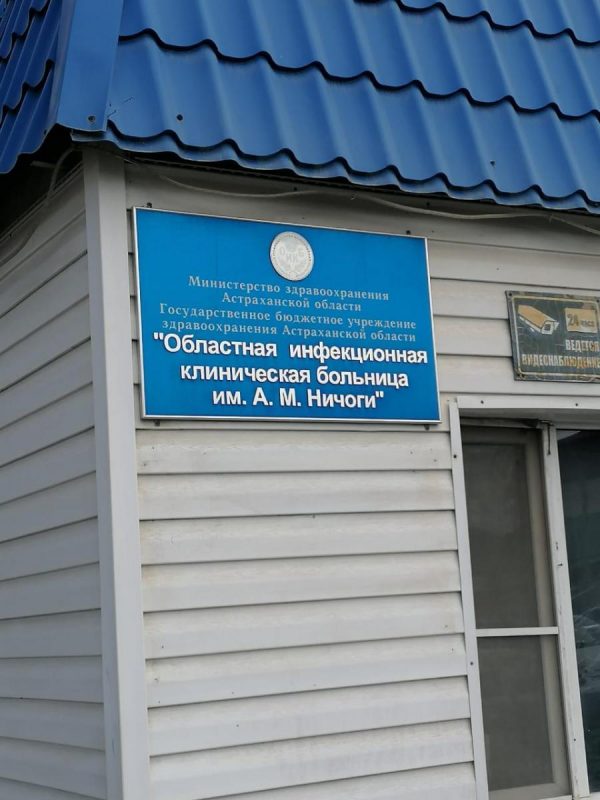 Министерство здравоохранения
Астраханской области
Государственное бюджетное учреждение
здравоохранения Астраханской области
"Областная инфекционная
клиническая больница
им. А. М. Ничоги"
24 часа
ВЕДЕТСЯ
ВИДЕОНАБЛЮДЕНИЕ